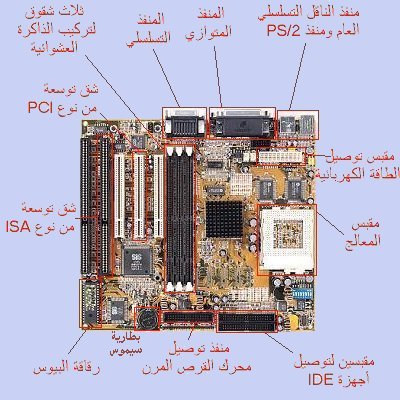 منفذ الناقل التسلسلي
العام ومنفذ PS/2
المنفذ
المتوازي
المنفذ
التسلسلي
ثلاث شقوق
لتركيب الذاكرة
العشوائية
شق توسعة
من نوع PCI
شق توسعة
من نوع ISA
مقبس توصيل
الطاقة الكهربائية
مقبس
المعالج
SiS
مقبسين لتوصيل
أجهزة IDE
منفذ توصيل
محرك القرص المرن
بطارية
سيموس
رقاقة البيوس